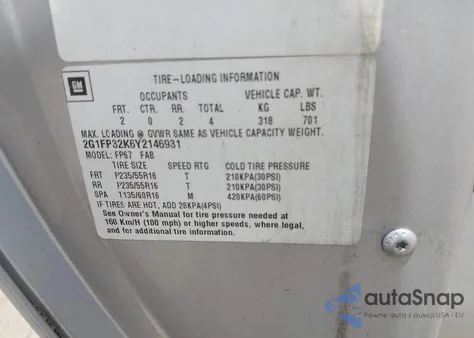 GM
TIRE-LOADING INFORMATION
OCCUPANTS VEHICLE CAP. WT.
FRT. CTR. RR. TOTAL KG LBS
2 0 2 4 318 701
MAX. LOADING @ GVWR SAME AS VEHICLE CAPACITY WEIGHT.
2G1FP32K6Y2146931
MODEL: FP67 FAB
TIRE SIZE SPEED RTG COLD TIRE PRESSURE
FRT P235/55R16 T 210KPA(30PSI)
RR P235/55R16 T 210KPA(30PSI)
SPA T135/60R16 M 420KPA(60PSI)
IF TIRES ARE HOT, ADD 28KPA(4PSI)
See Owner's Manual for tire pressure needed at
160 Km/H (100 mph) or higher speeds, where legal,
and for additional tire information.
autoSnap
Pewne auta z aukcji USA i EU